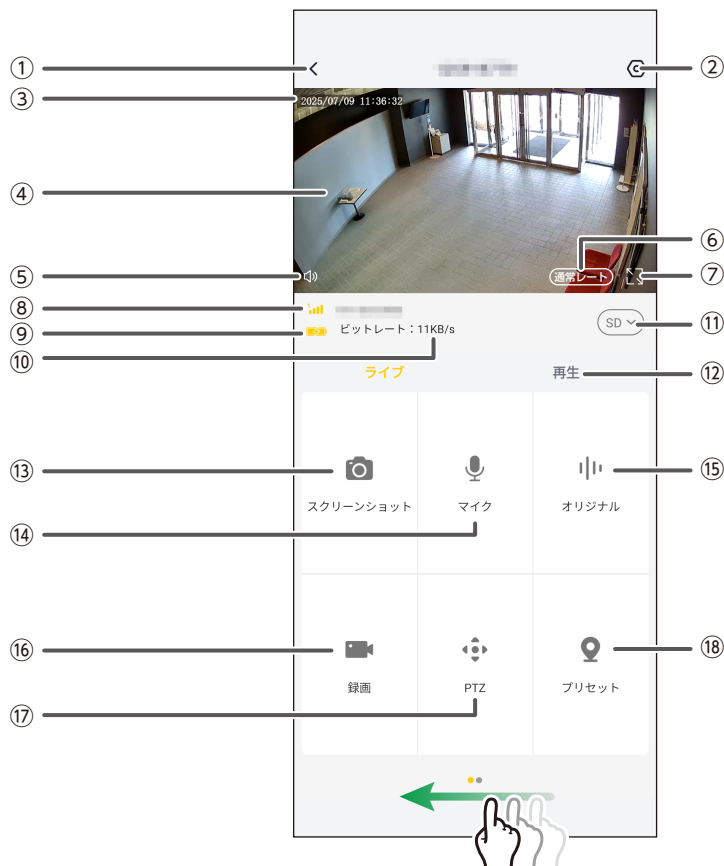 ①
②
③
2025/07/09 11:36:32
④
⑤
通常レート
⑥
⑦
⑧
⑨
ビットレート：11KB/s
⑩
SD
⑪
ライブ
再生
⑫
⑬
スクリーンショット
マイク
オリジナル
⑭
⑮
⑯
録画
PTZ
プリセット
⑰
⑱